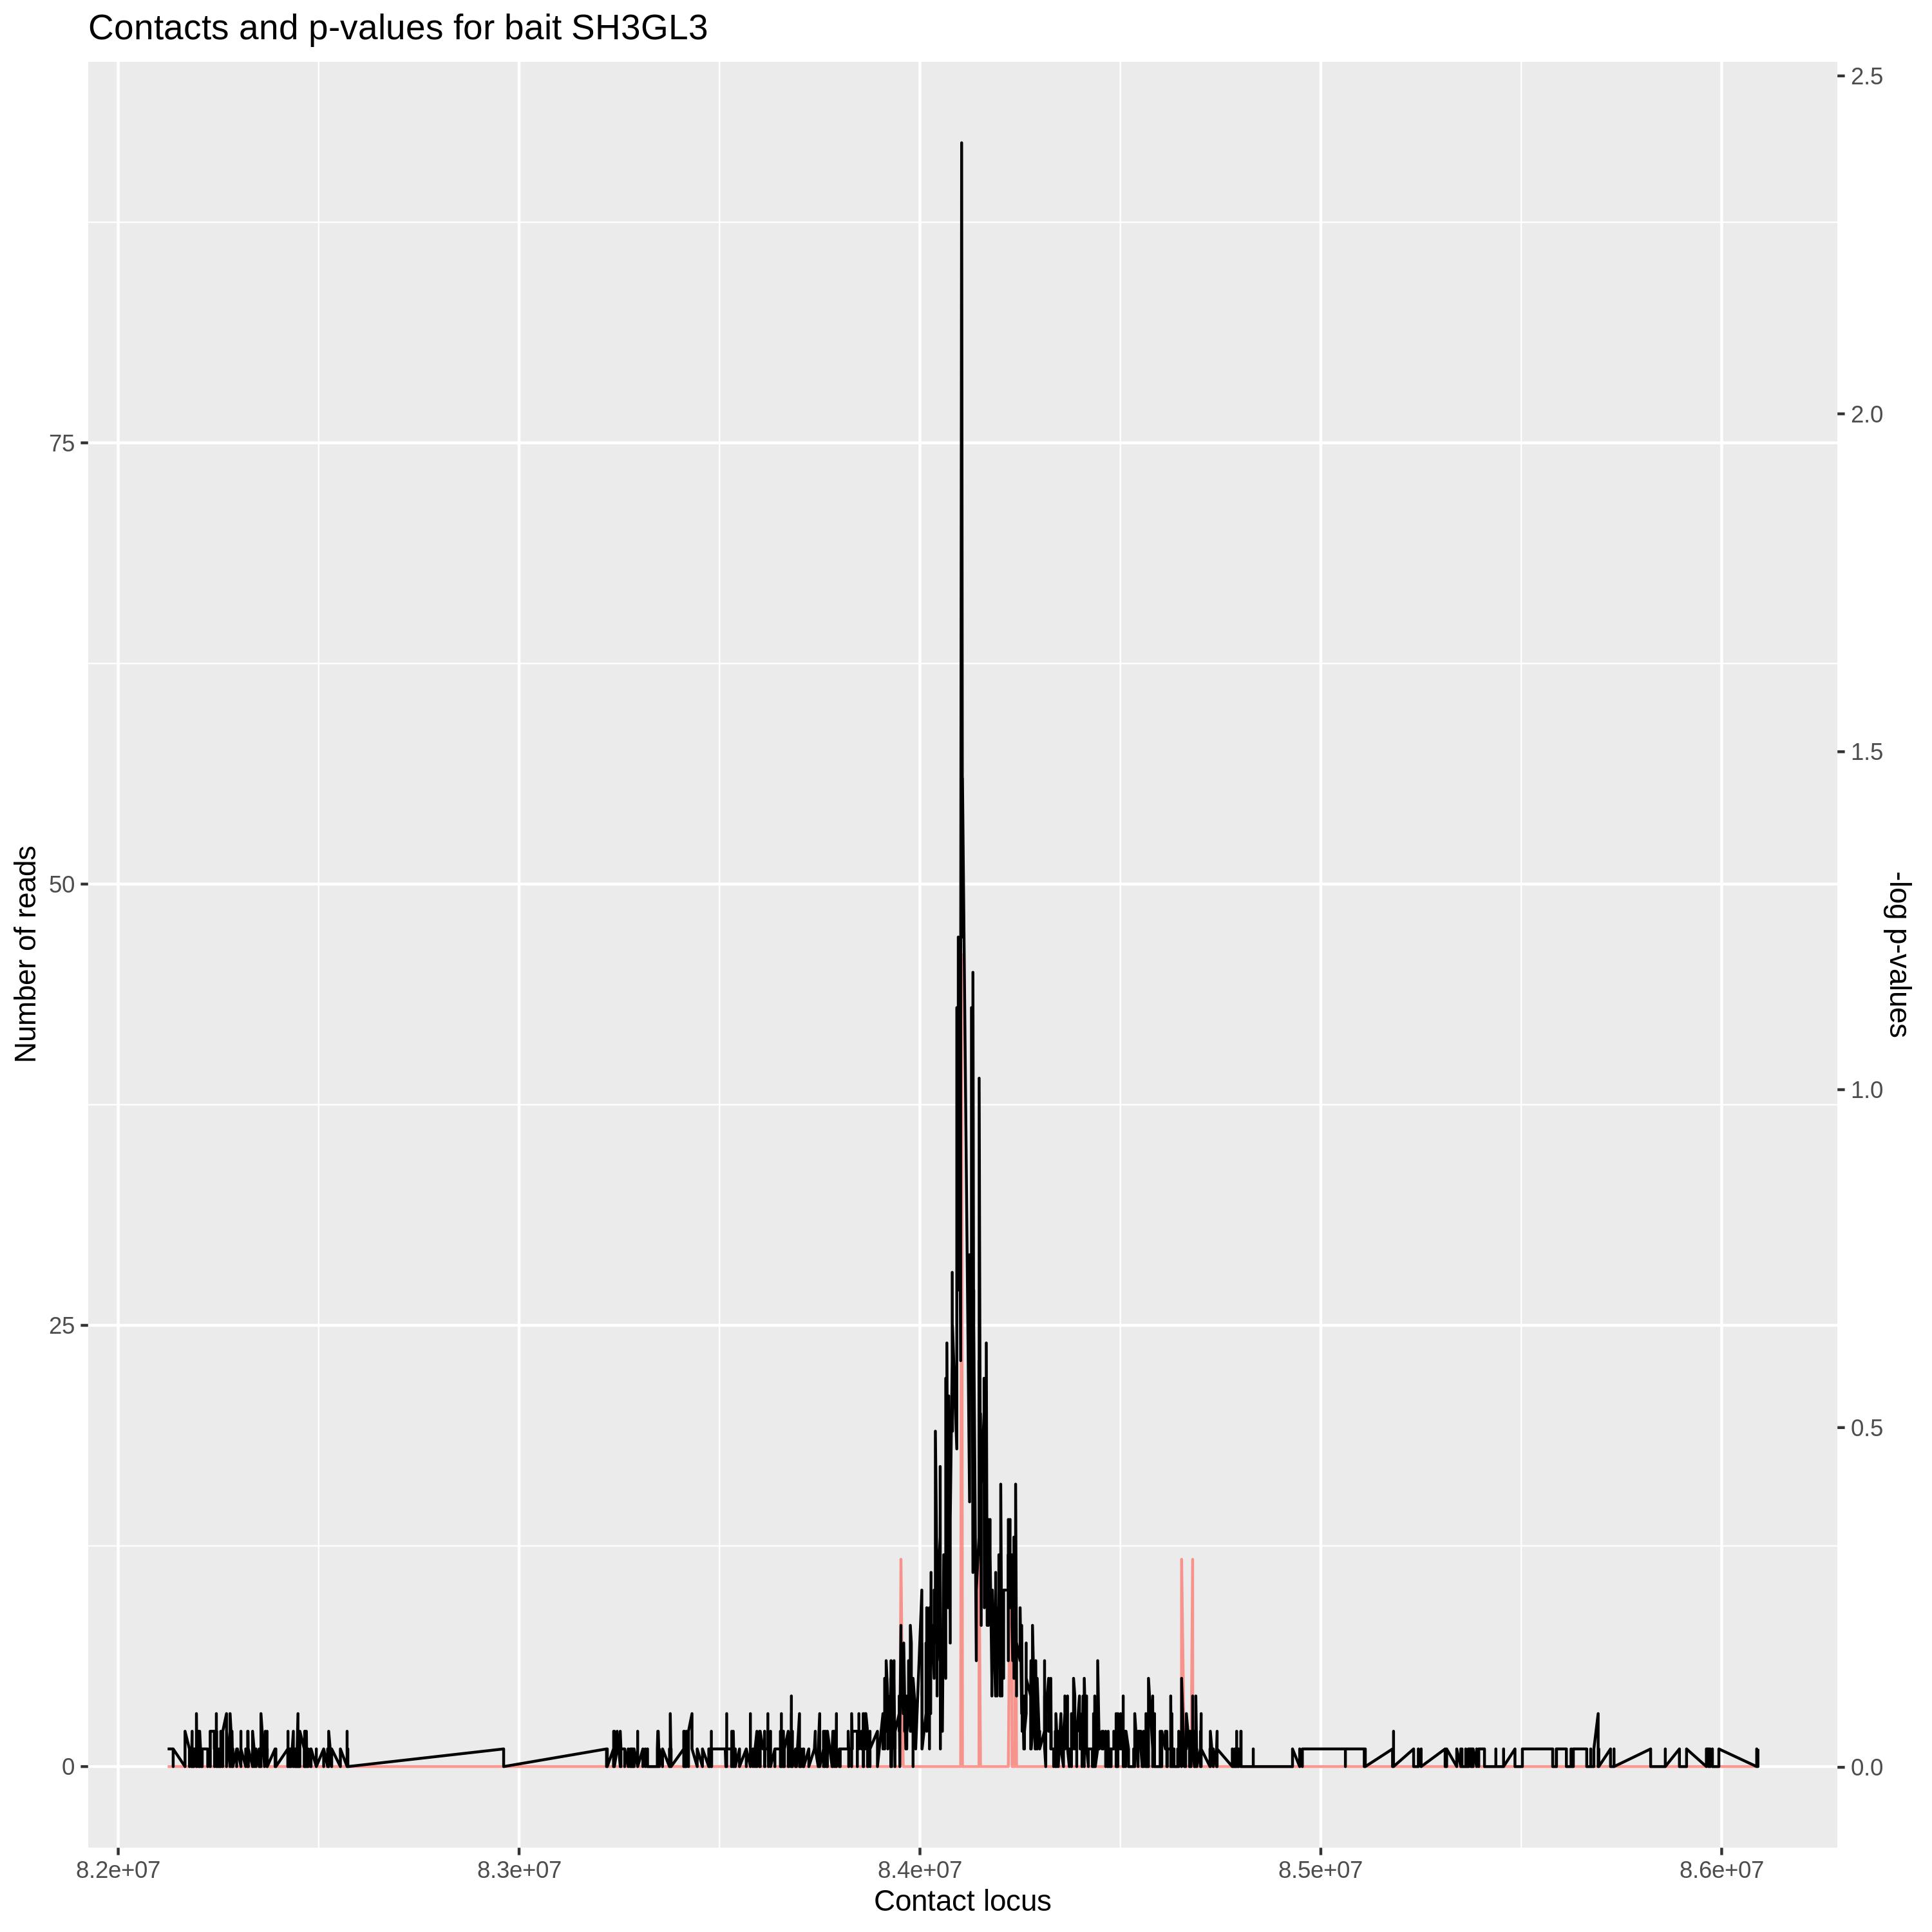 Contacts and p-values for bait SH3GL3
2.5
2.0
75
1.5
50
Number of reads
-log p-values
1.0
25
0.5
0
0.0
8.2e+07 8.3e+07 8.4e+07 8.5e+07 8.6e+07
Contact locus